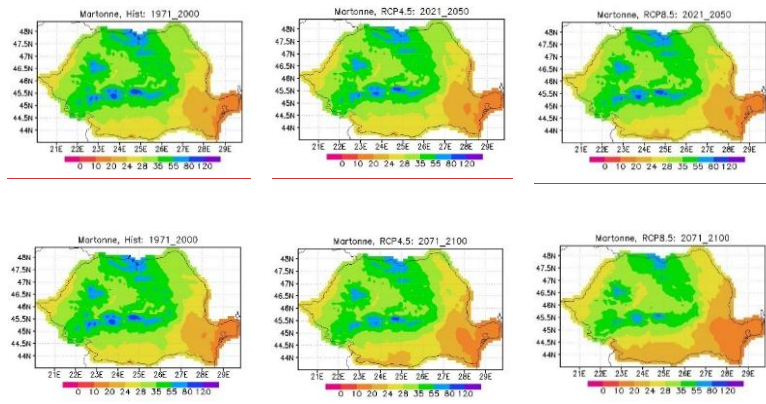 Martonne, Hist: 1971_2000
Martonne, RCP4.5: 2021_2050
Martonne, RCP8.5: 2021_2050
48N
47.5N
47N
46.5N
46N
45.5N
45N
44.5N
44N
48N
47.5N
47N
46.5N
46N
45.5N
45N
44.5N
44N
48N
47.5N
47N
46.5N
46N
45.5N
45N
44.5N
44N
21E 22E 23E 24E 25E 26E 27E 28E 29E
21E 22E 23E 24E 25E 26E 27E 28E 29E
21E 22E 23E 24E 25E 26E 27E 28E 29E
0 10 20 24 28 35 55 80 120
0 10 20 24 28 35 55 80 120
0 10 20 24 28 35 55 80 120
Martonne, Hist: 1971_2000
Martonne, RCP4.5: 2071_2100
Martonne, RCP8.5: 2071_2100
48N
47.5N
47N
46.5N
46N
45.5N
45N
44.5N
44N
48N
47.5N
47N
46.5N
46N
45.5N
45N
44.5N
44N
48N
47.5N
47N
46.5N
46N
45.5N
45N
44.5N
44N
21E 22E 23E 24E 25E 26E 27E 28E 29E
21E 22E 23E 24E 25E 26E 27E 28E 29E
21E 22E 23E 24E 25E 26E 27E 28E 29E
0 10 20 24 28 35 55 80 120
0 10 20 24 28 35 55 80 120
0 10 20 24 28 35 55 80 120